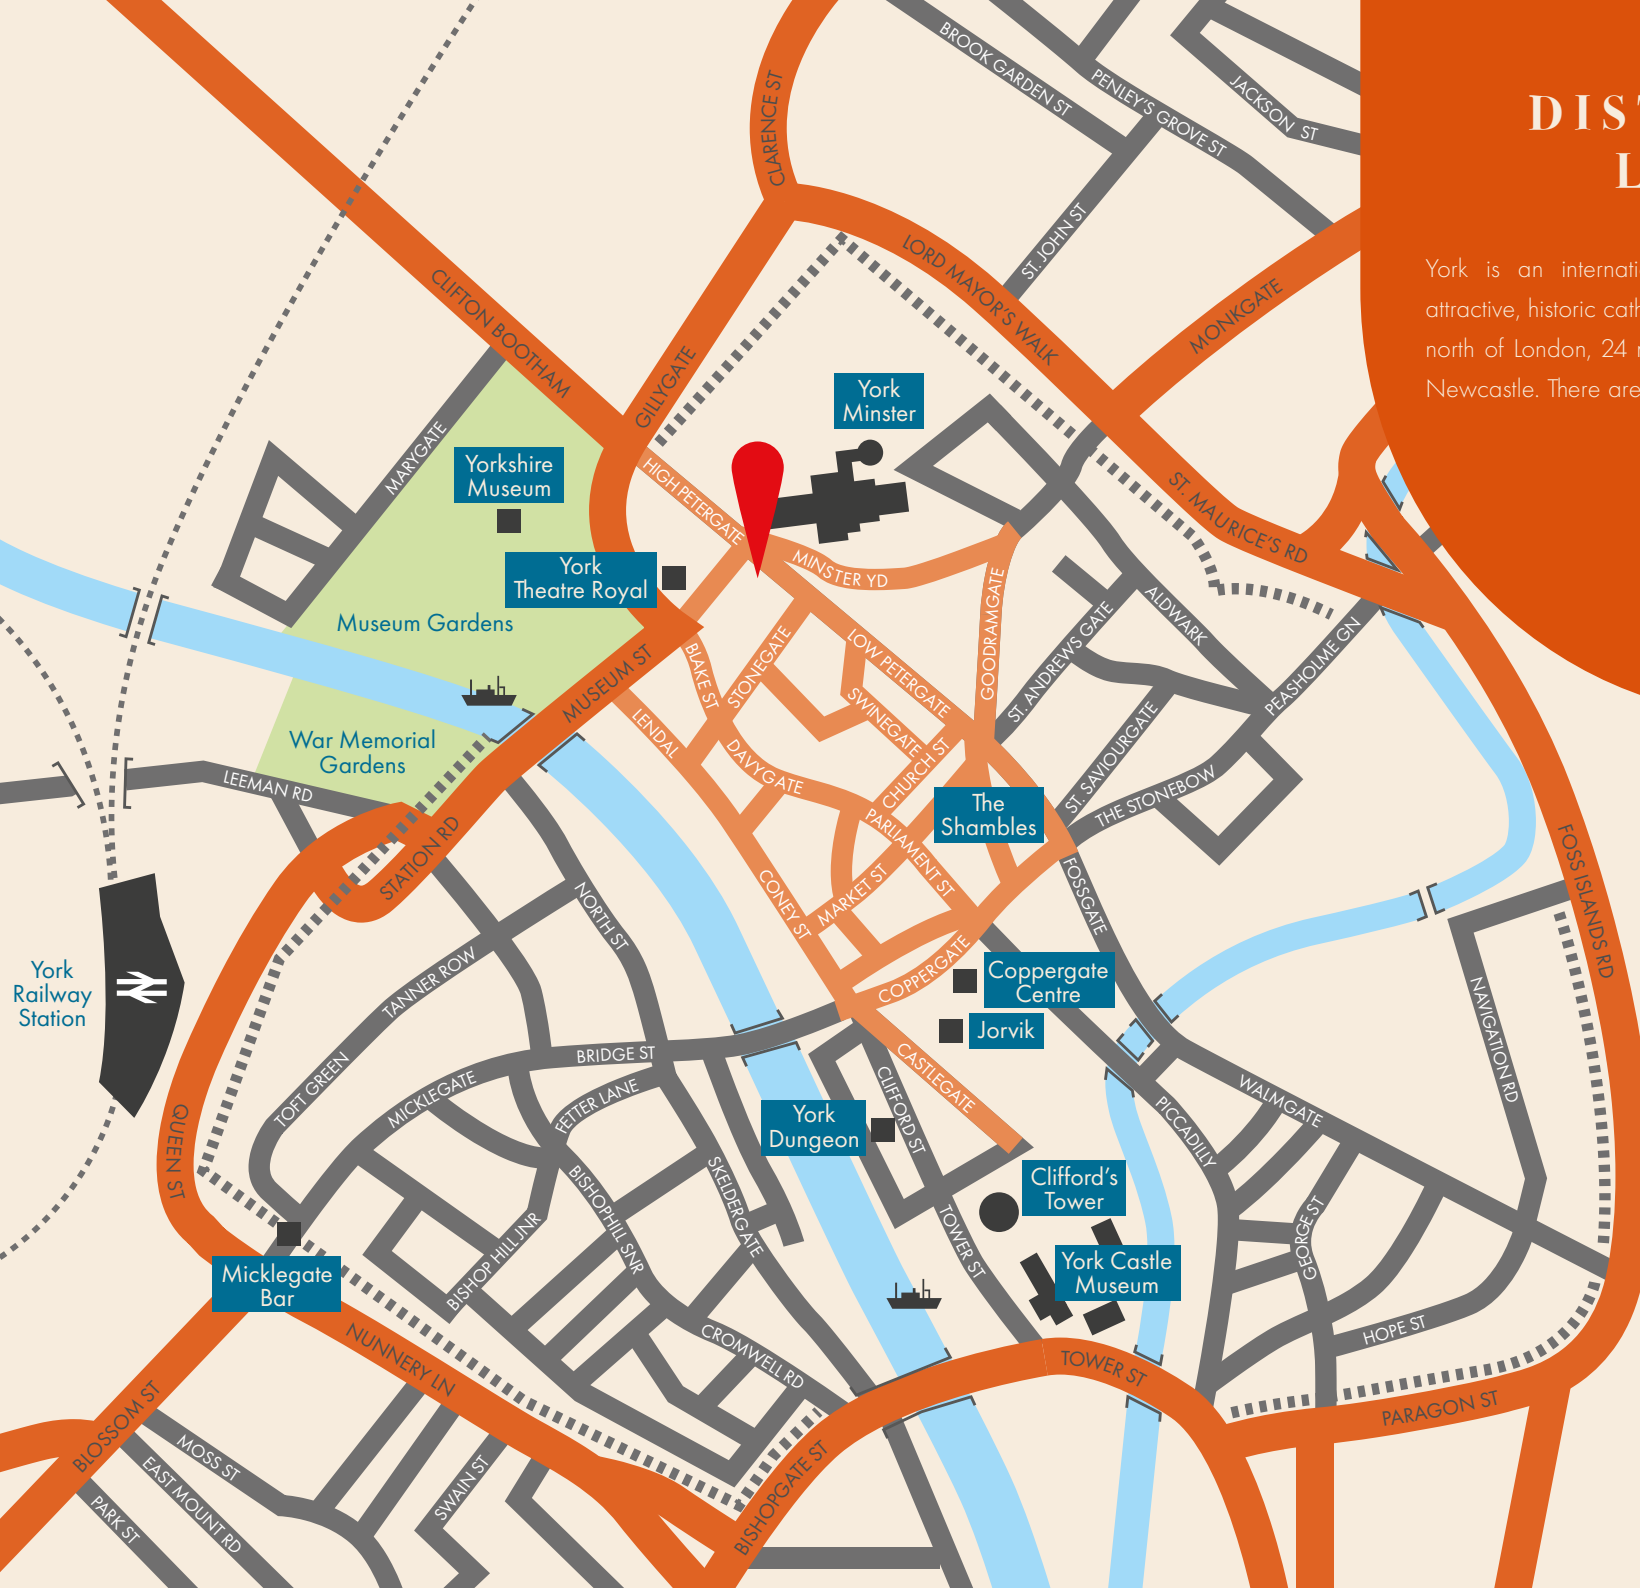 DIS
L
York is an internati
attractive, historic cath
north of London, 24
Newcastle. There are
BROOK GARDEN ST
PENLEY'S GROVE ST
JACKSON ST
CLARENCE ST
ST. JOHN ST
LORD MAYOR'S WALK
MONKGATE
CLIFTON BOOTHAM
GILLYGATE
York
Minster
MARYGATE
Yorkshire
Museum
HIGH PETERGATE
ST. MAURICE'S RD
York
Theatre Royal
MINSTER YD
GOODRAMGATE
ALDWARK
Museum Gardens
MUSEUM ST
BLAKE ST
STONEGATE
LOW PETERGATE
ST. ANDREWS GATE
PEASHOLME GN
LENDAL
SWINEGATE
War Memorial
Gardens
LEEMAN RD
DAVYGATE
CHURCH ST
ST. SAVIOURGATE
THE STONEBOW
The
Shambles
STATION RD
PARLIAMENT ST
MARKET ST
CONEY ST
FOSSGATE
FOSS ISLANDS RD
NORTH ST
TANNER ROW
COPPERGATE
Coppergate
Centre
York
Railway
Station
Jorvik
NAVIGATION RD
BRIDGE ST
TOFT GREEN
MICKLEGATE
FETTER LANE
CASTLEGATE
CLIFFORD ST
WALMGATE
PICCADILLY
York
Dungeon
QUEEN ST
SKELDERGATE
BISHOPHILL SNR
BISHOP HILL JNR
Clifford's
Tower
TOWER ST
GEORGE ST
York Castle
Museum
Micklegate
Bar
NUNNERY LN
CROMWELL RD
HOPE ST
TOWER ST
PARAGON ST
BLOSSOM ST
MOSS ST
EAST MOUNT RD
PARK ST
SWAIN ST
BISHOPGATE ST